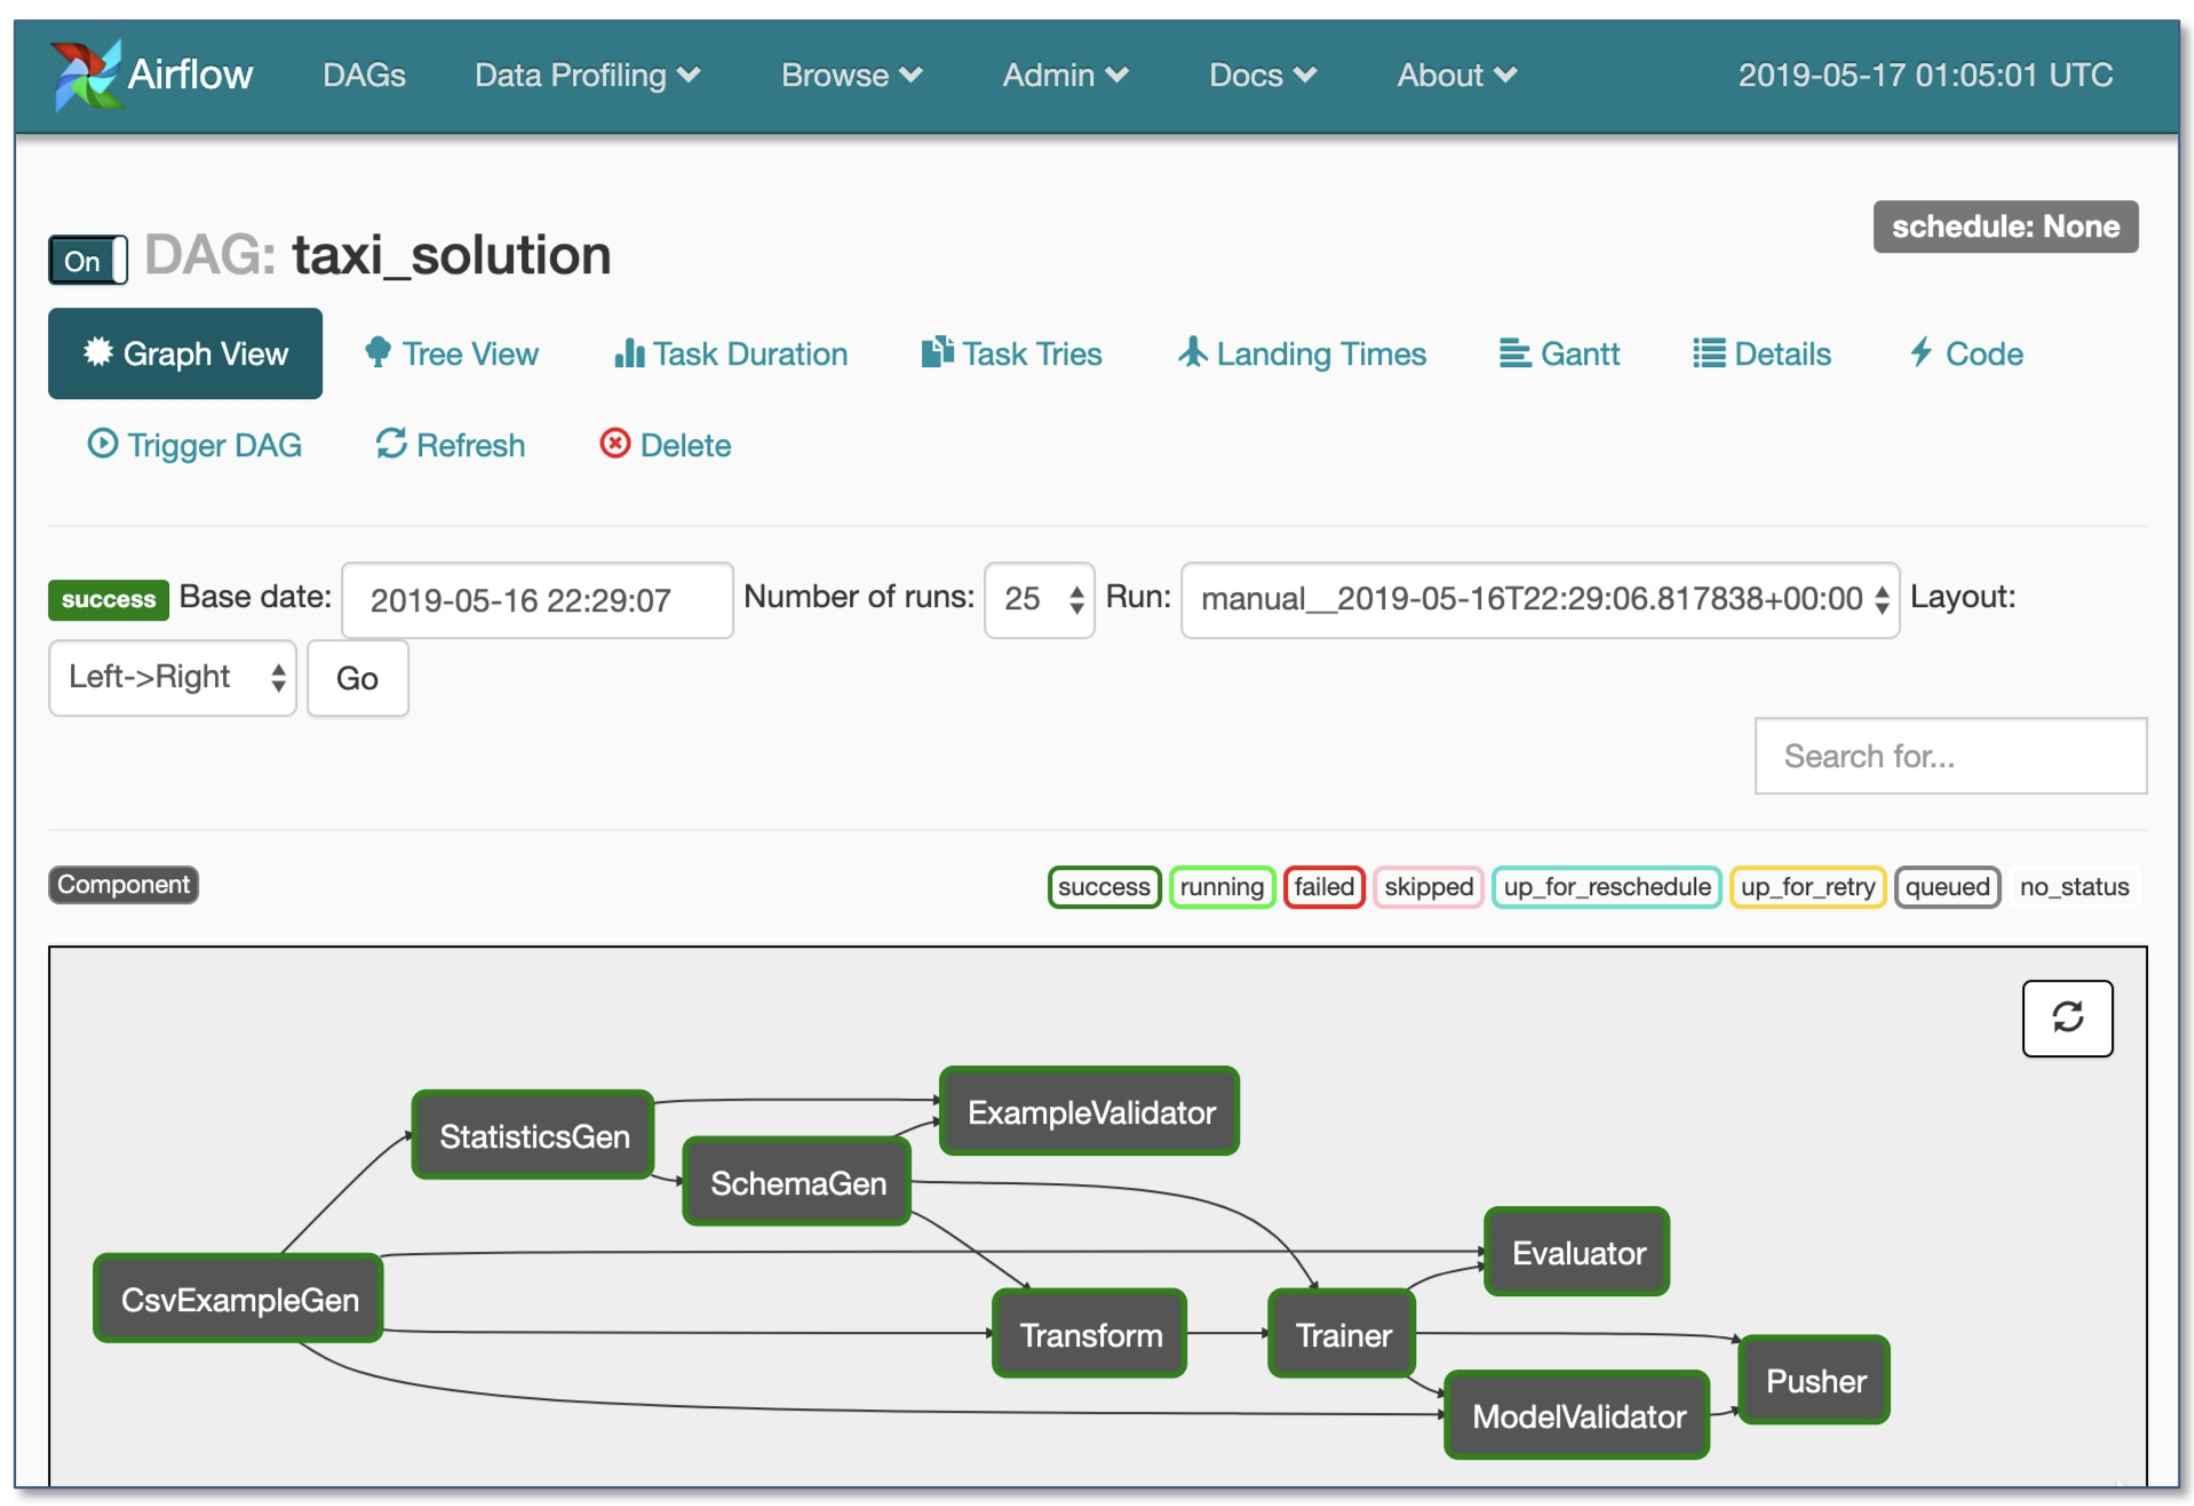 Airflow DAGs Data Profiling Browse Admin Docs About 2019-05-17 01:05:01 UTC
schedule: None
On DAG: taxi_solution
Graph View Tree View Task Duration Task Tries Landing Times Gantt Details Code
Trigger DAG Refresh Delete
success Base date: 2019-05-16 22:29:07 Number of runs: 25 Run: manual__2019-05-16T22:29:06.817838+00:00 Layout:
Left->Right Go
Search for...
Component success running failed skipped up_for_reschedule up_for_retry queued no_status
ExampleValidator
StatisticsGen
SchemaGen
Evaluator
CsvExampleGen
Transform Trainer
Pusher
ModelValidator